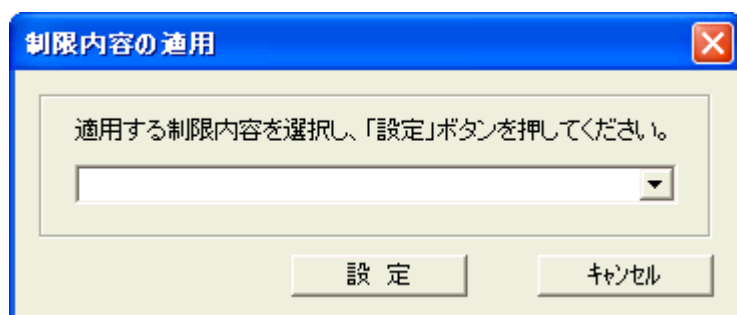 制限内容の適用
適用する制限内容を選択し、「設定」ボタンを押してください。
設 定
ｷｬﾝｾﾙ